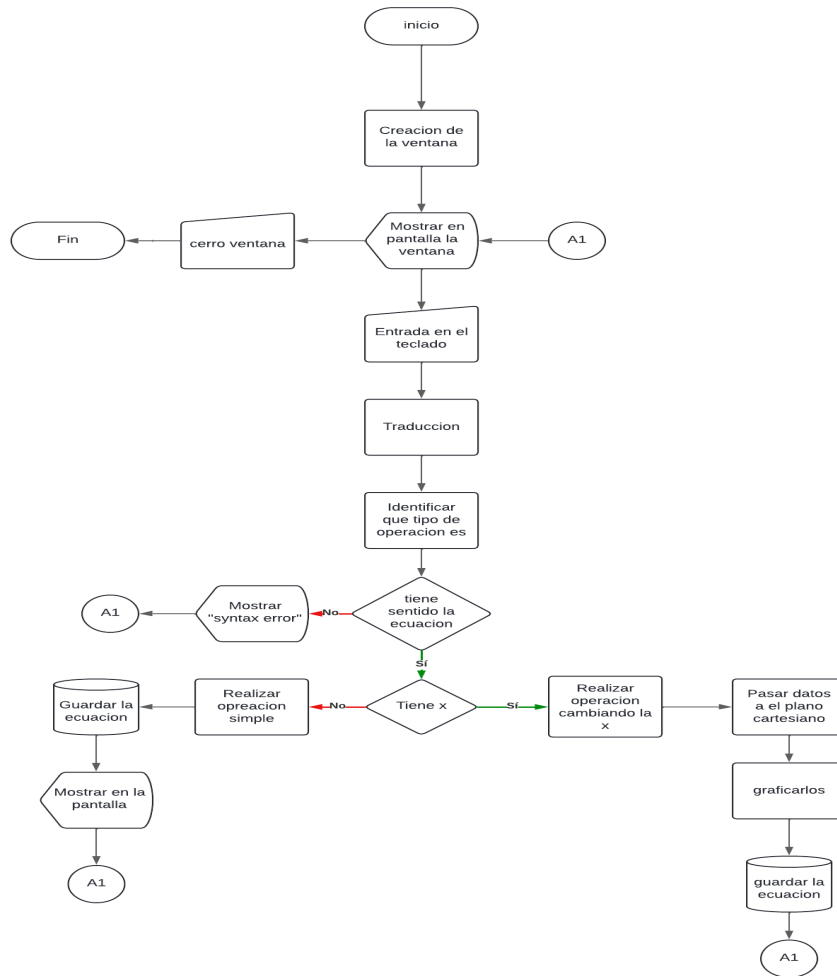 inicio
Creacion de
la ventana
Fin
cerro ventana
Mostrar en
pantalla la
ventana
A1
Entrada en el
teclado
Traduccion
Identificar
que tipo de
operacion es
A1
Mostrar
"syntax error"
No
tiene
sentido la
ecuacion
Sí
Guardar la
ecuacion
Realizar
opreacion
simple
No
Tiene x
Sí
Realizar
operacion
cambiando la
x
Pasar datos
a el plano
cartesiano
Mostrar en la
pantalla
graficarlos
A1
guardar la
ecuacion
A1